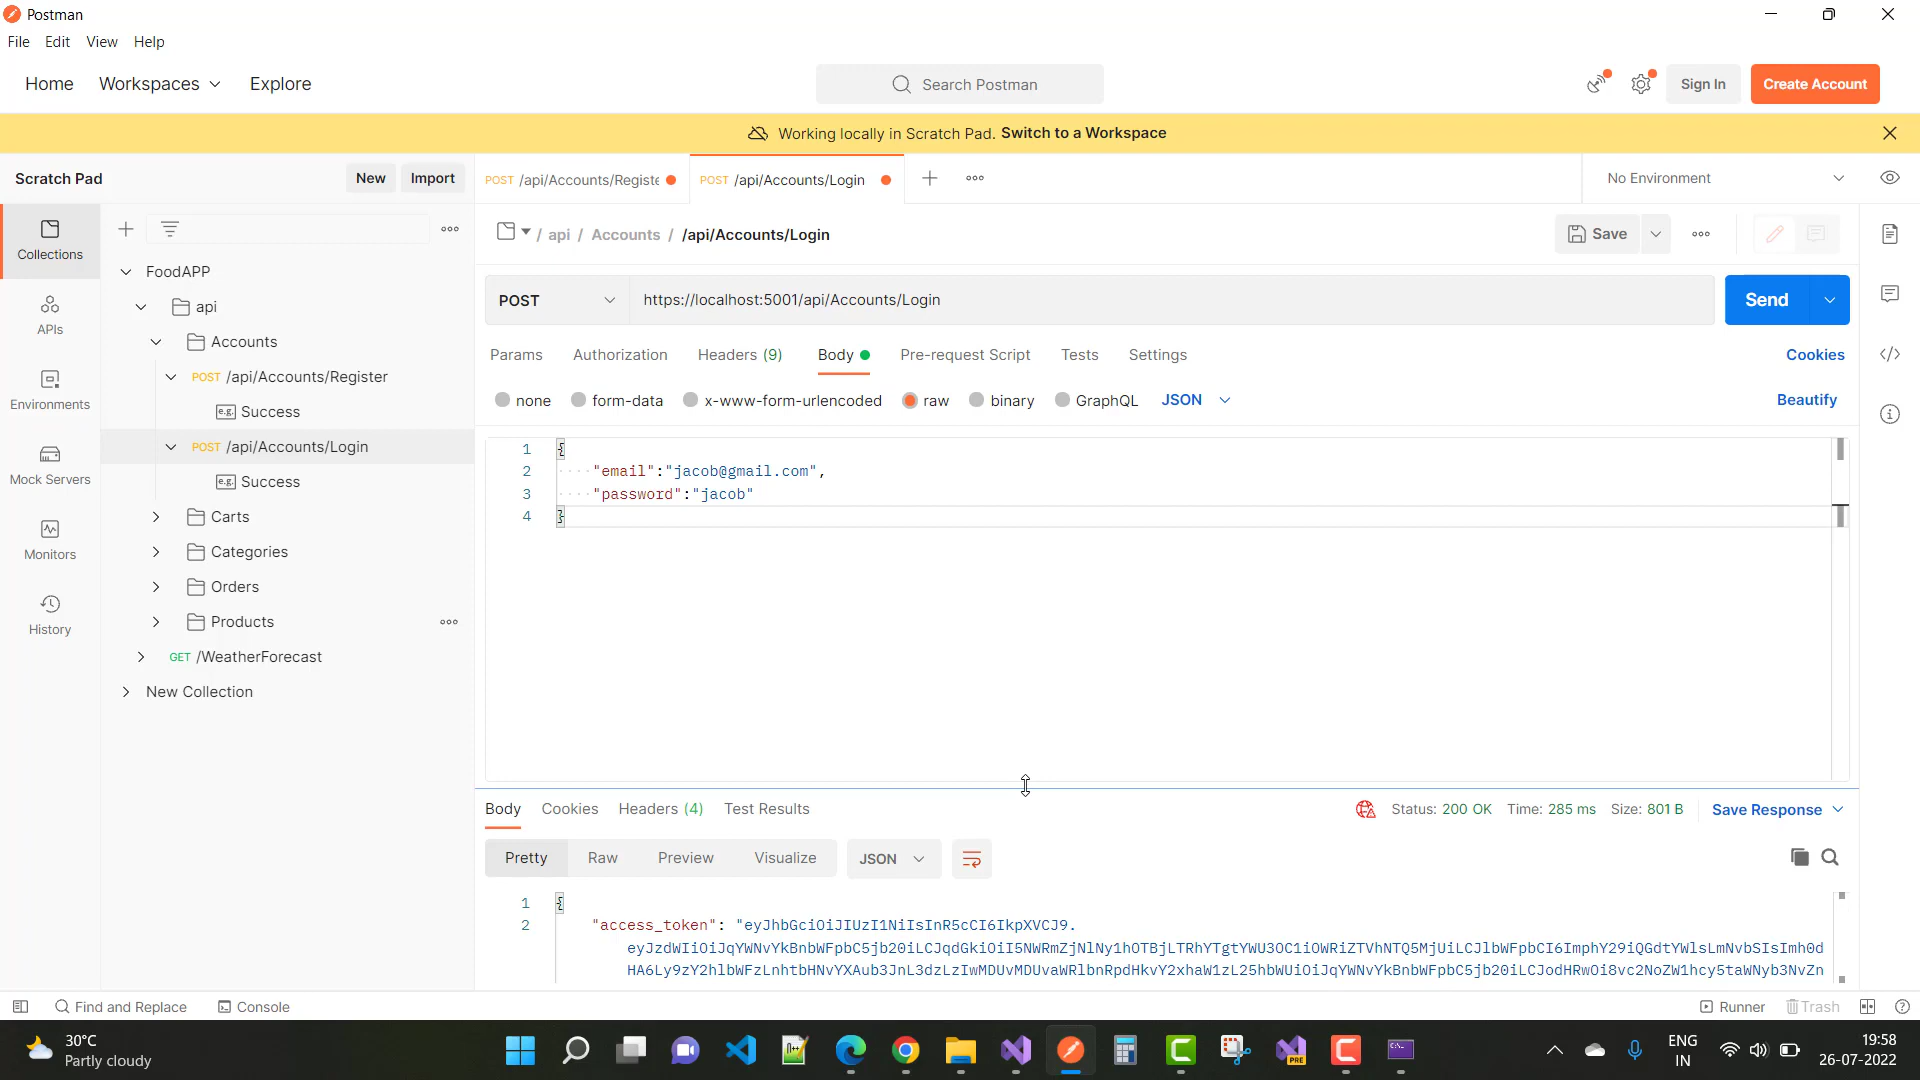 Postman
File Edit View Help
Home Workspaces Explore
Search Postman
Sign In
Create Account
Working locally in Scratch Pad. Switch to a Workspace
Scratch Pad
New
Import
POST /api/Accounts/Registe
POST /api/Accounts/Login
No Environment
Collections
APIs
Environments
Mock Servers
Monitors
History
FoodAPP
api
Accounts
POST /api/Accounts/Register
e.g. Success
POST /api/Accounts/Login
e.g. Success
Carts
Categories
Orders
Products
GET /WeatherForecast
New Collection
/ api / Accounts / /api/Accounts/Login
Save
POST
https://localhost:5001/api/Accounts/Login
Send
Params Authorization Headers (9) Body Pre-request Script Tests Settings
Cookies
none form-data x-www-form-urlencoded raw binary GraphQL JSON
Beautify
1 {
2 "email":"jacob@gmail.com",
3 "password":"jacob"
4 }
Body Cookies Headers (4) Test Results
Status: 200 OK Time: 285 ms Size: 801 B
Save Response
Pretty Raw Preview Visualize
JSON
1 {
2 "access_token": "eyJhbGciOiJIUzI1NiIsInR5cCI6IkpXVCJ9.
Find and Replace
Console
Runner
Trash
30°C
Partly cloudy
PRE
ENG
IN
19:58
26-07-2022